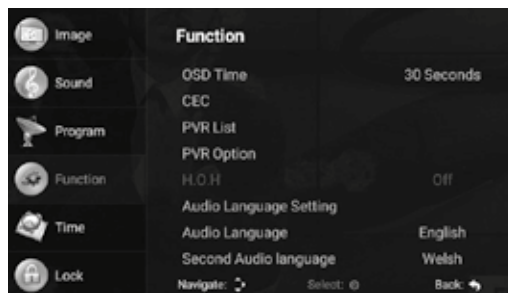 Image
Sound
Program
Function
Time
Lock
Function
OSD Time 30 Seconds
CEC
PVR List
PVR Option
H.O.H Off
Audio Language Setting
Audio Language English
Second Audio language Welsh
Navigate: Select: Back: